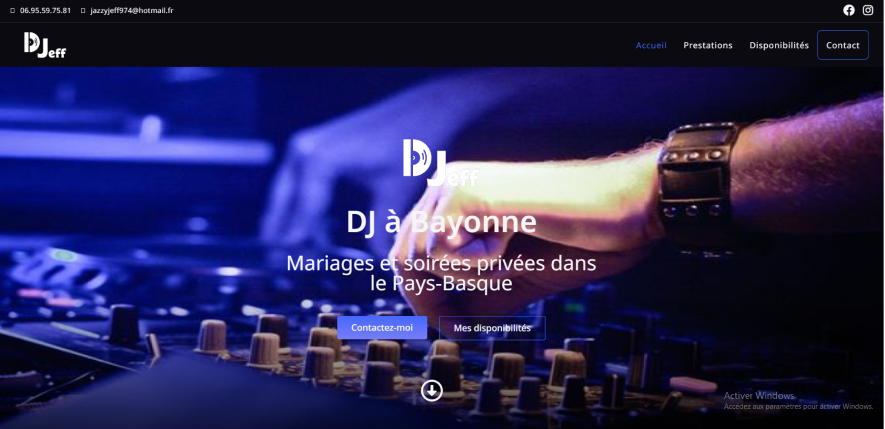 06.95.59.75.81 jazzyjeff974@hotmail.fr
DJeff
Accueil Prestations Disponibilités Contact
DJeff
DJ à Bayonne
Mariages et soirées privées dans
le Pays-Basque
Contactez-moi Mes disponibilités
Activer Windows
Accédez aux paramètres pour activer Windows.